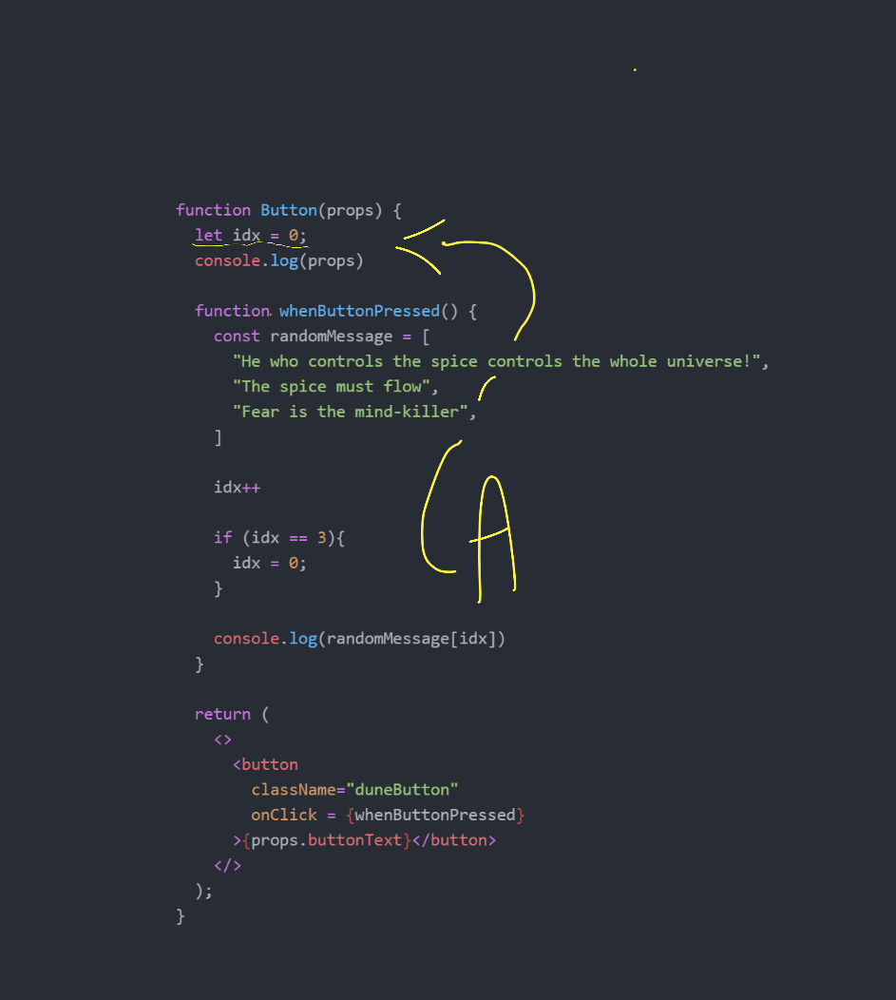 function Button(props) {
let idx = 0;
console.log(props)
function whenButtonPressed() {
const randomMessage = [
"He who controls the spice controls the whole universe!",
"The spice must flow",
"Fear is the mind-killer",
]
idx++
if (idx == 3){
idx = 0;
}
A
console.log(randomMessage[idx])
}
return (
<>
<button
className="duneButton"
onClick = {whenButtonPressed}
>{props.buttonText}</button>
</>
);
}